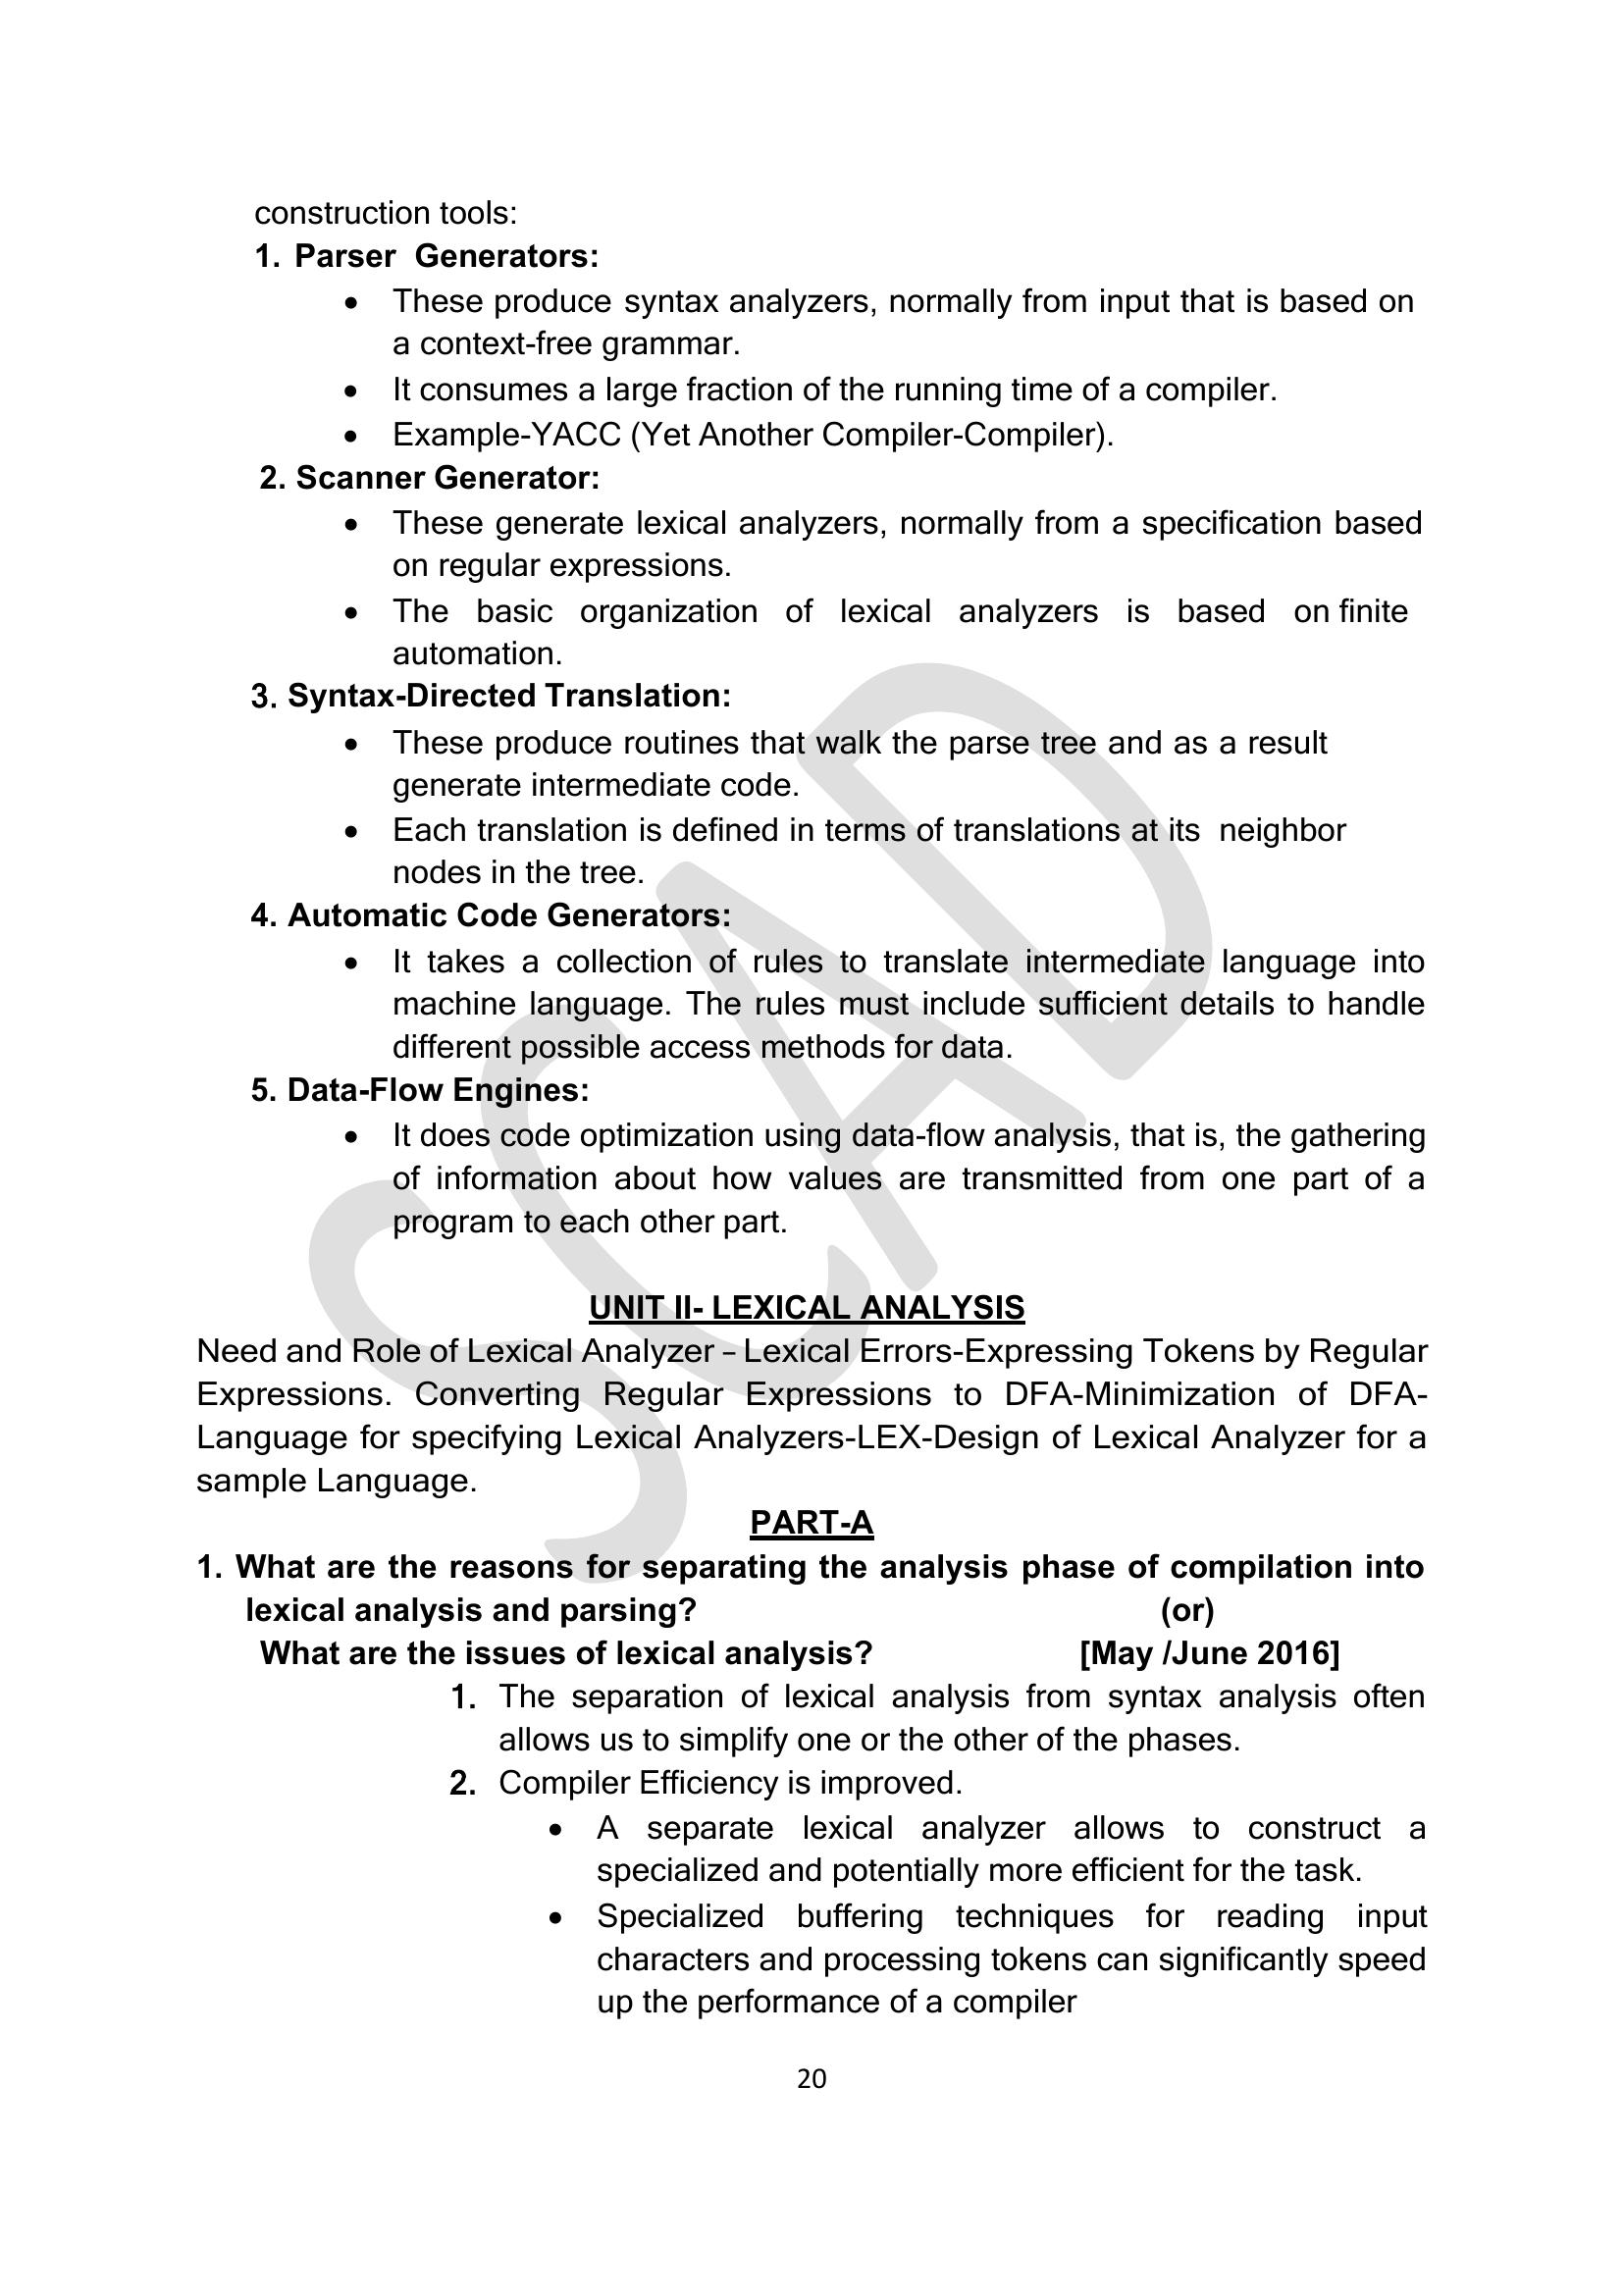 construction tools:
1. Parser Generators:
• These produce syntax analyzers, normally from input that is based on
a context-free grammar.
• It consumes a large fraction of the running time of a compiler.
• Example-YACC (Yet Another Compiler-Compiler).
2. Scanner Generator:
• These generate lexical analyzers, normally from a specification based
on regular expressions.
• The basic organization of lexical analyzers is based on finite
automation.
3. Syntax-Directed Translation:
• These produce routines that walk the parse tree and as a result
generate intermediate code.
• Each translation is defined in terms of translations at its neighbor
nodes in the tree.
4. Automatic Code Generators:
• It takes a collection of rules to translate intermediate language into
machine language. The rules must include sufficient details to handle
different possible access methods for data.
5. Data-Flow Engines:
• It does code optimization using data-flow analysis, that is, the gathering
of information about how values are transmitted from one part of a
program to each other part.
UNIT II- LEXICAL ANALYSIS
Need and Role of Lexical Analyzer – Lexical Errors-Expressing Tokens by Regular
Expressions. Converting Regular Expressions to DFA-Minimization of DFA-
Language for specifying Lexical Analyzers-LEX-Design of Lexical Analyzer for a
sample Language.
PART-A
1. What are the reasons for separating the analysis phase of compilation into
lexical analysis and parsing? (or)
What are the issues of lexical analysis? [May /June 2016]
1. The separation of lexical analysis from syntax analysis often
allows us to simplify one or the other of the phases.
2. Compiler Efficiency is improved.
• A separate lexical analyzer allows to construct a
specialized and potentially more efficient for the task.
• Specialized buffering techniques for reading input
characters and processing tokens can significantly speed
up the performance of a compiler
20
SCAD